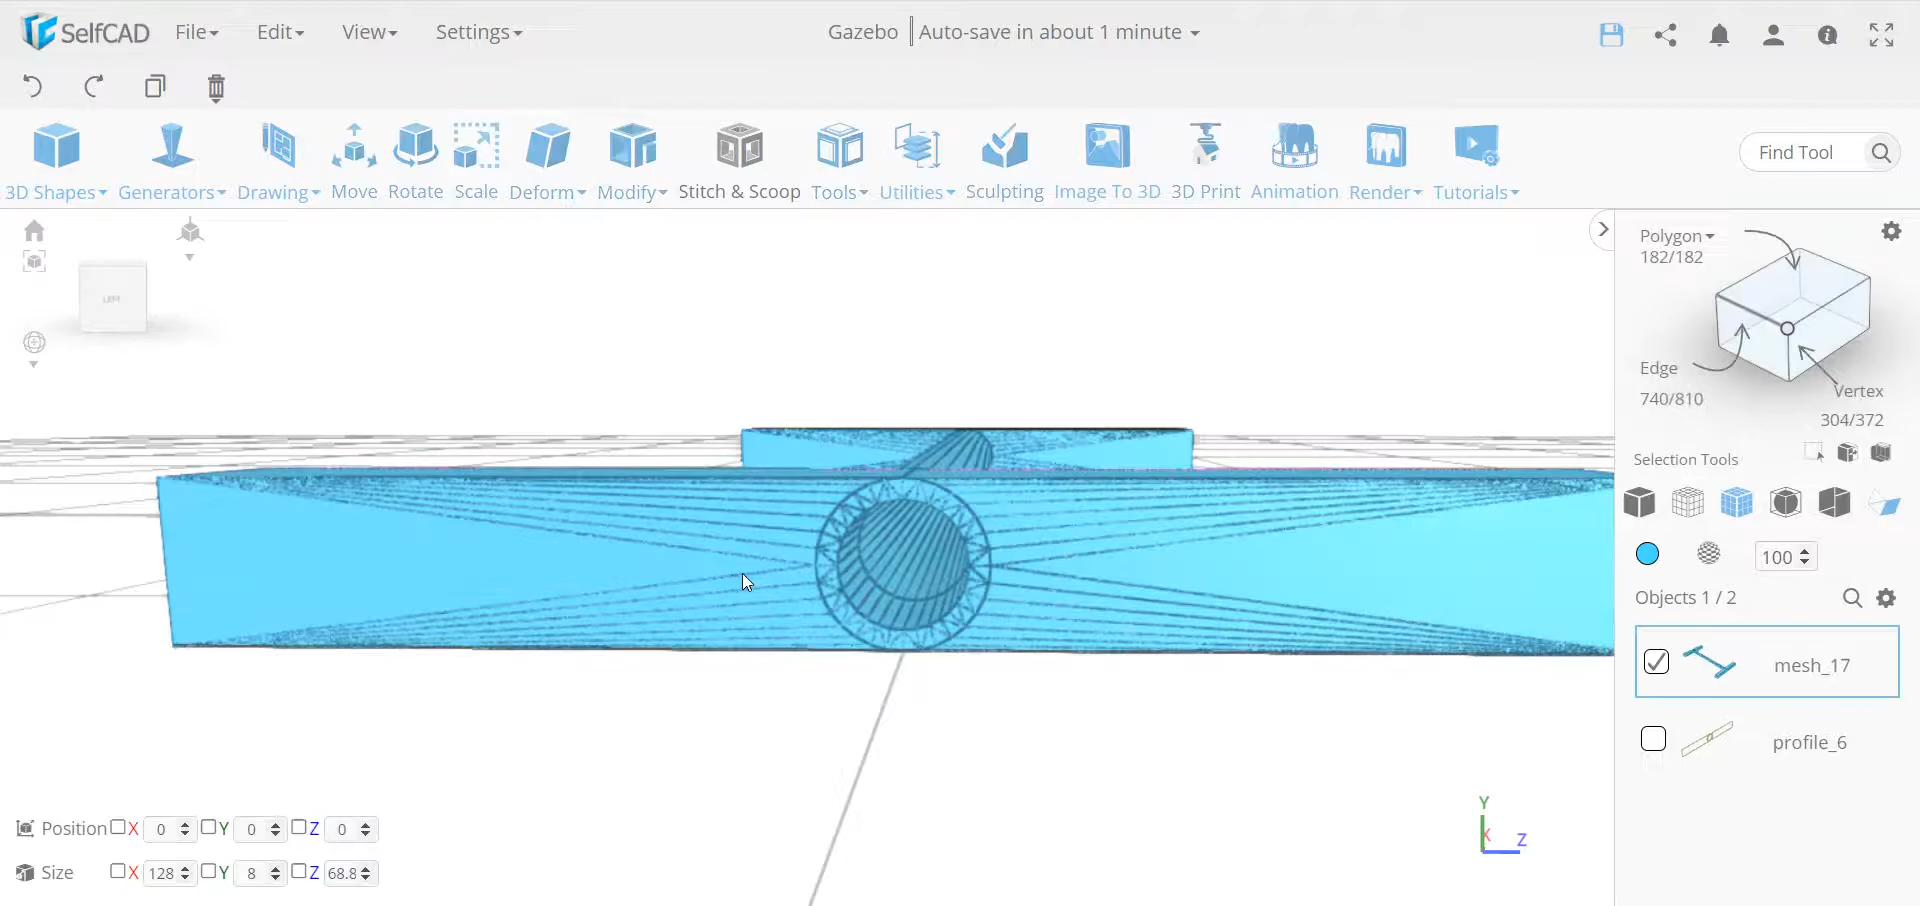 SelfCAD File Edit View Settings Gazebo Auto-save in about 1 minute
3D Shapes Generators Drawing Move Rotate Scale Deform Modify Stitch & Scoop Tools Utilities Sculpting Image To 3D 3D Print Animation Render Tutorials Find Tool
LEFT
Polygon
182/182
Edge
740/810
Vertex
304/372
Selection Tools
100
Objects 1 / 2
mesh_17
profile_6
Y
X Z
Position X 0 Y 0 Z 0
Size X 128 Y 8 Z 68.8